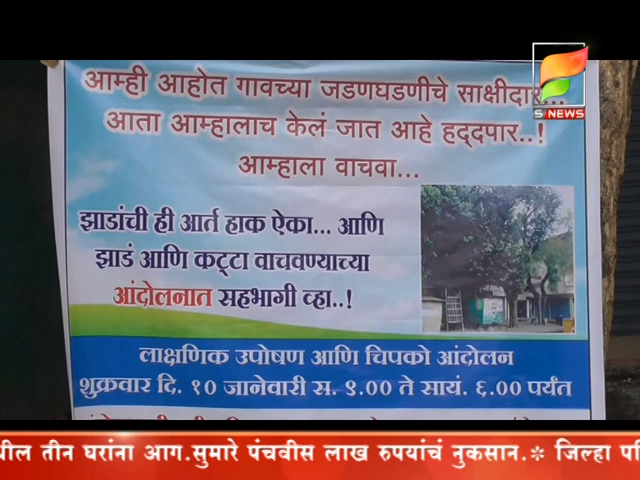 आम्ही आहोत गावच्या जडणघडणीचे साक्षीदार...
S NEWS
आता आम्हालाच केलं जात आहे हद्दपार..!
आम्हाला वाचवा...
झाडांची ही आर्त हाक ऐका... आणि
झाडं आणि कट्टा वाचवण्याच्या
आंदोलनात सहभागी व्हा..!
लाक्षणिक उपोषण आणि चिपको आंदोलन
शुक्रवार दि. १० जानेवारी स. ९.०० ते सायं. ६.०० पर्यंत
तीन घरांना आग.सुमारे पंचवीस लाख रुपयांचं नुकसान.* जिल्हा